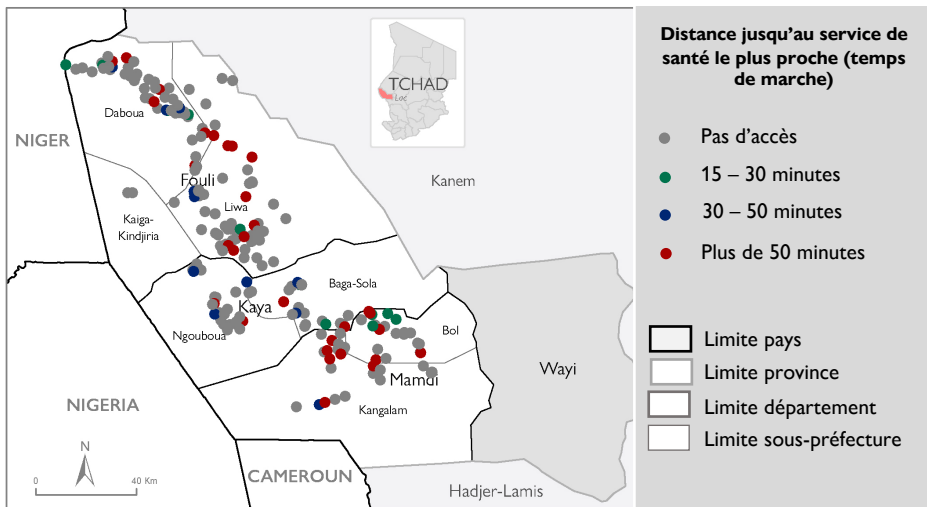 TCHAD
Lac
NIGER
Daboua
Kanem
Fouli
Liwa
Kaiga-
Kindjiria
Baga-Sola
Kaya
Bol
Ngouboua
Wayi
Mamdi
NIGERIA
Kangalam
N
CAMEROUN
0
40 Km
Hadjer-Lamis
Distance jusqu'au service de
santé le plus proche (temps
de marche)
Pas d'accès
15 – 30 minutes
30 – 50 minutes
Plus de 50 minutes
Limite pays
Limite province
Limite département
Limite sous-préfecture